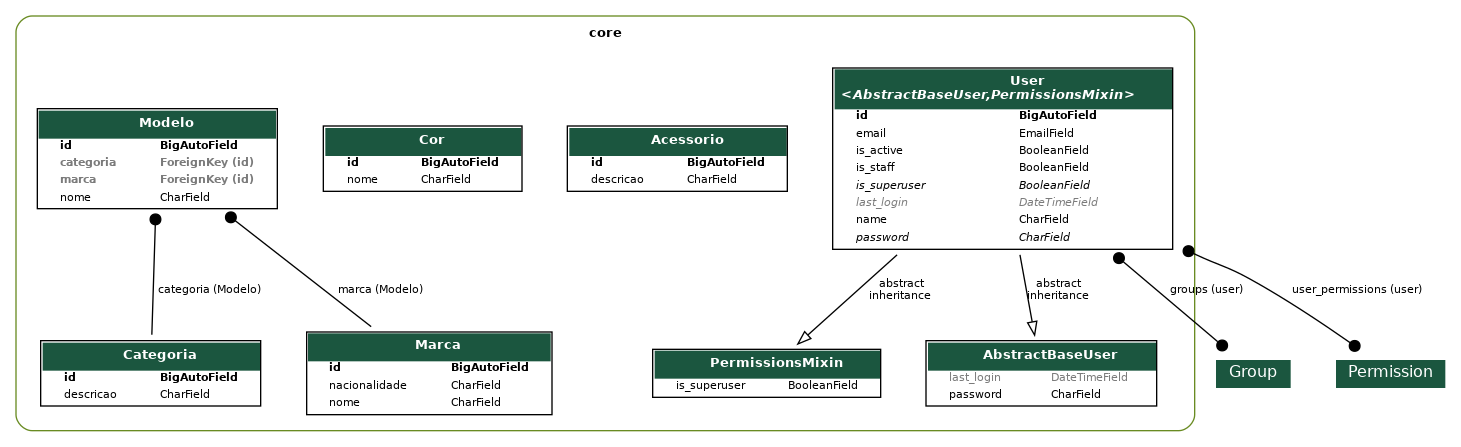 core
Modelo
id BigAutoField
categoria ForeignKey (id)
marca ForeignKey (id)
nome CharField
Cor
id BigAutoField
nome CharField
Acessorio
id BigAutoField
descricao CharField
User
<AbstractBaseUser,PermissionsMixin>
id BigAutoField
email EmailField
is_active BooleanField
is_staff BooleanField
is_superuser BooleanField
last_login DateTimeField
name CharField
password CharField
categoria (Modelo)
marca (Modelo)
abstract
inheritance
abstract
inheritance
groups (user)
user_permissions (user)
Categoria
id BigAutoField
descricao CharField
Marca
id BigAutoField
nacionalidade CharField
nome CharField
PermissionsMixin
is_superuser BooleanField
AbstractBaseUser
last_login DateTimeField
password CharField
Group
Permission